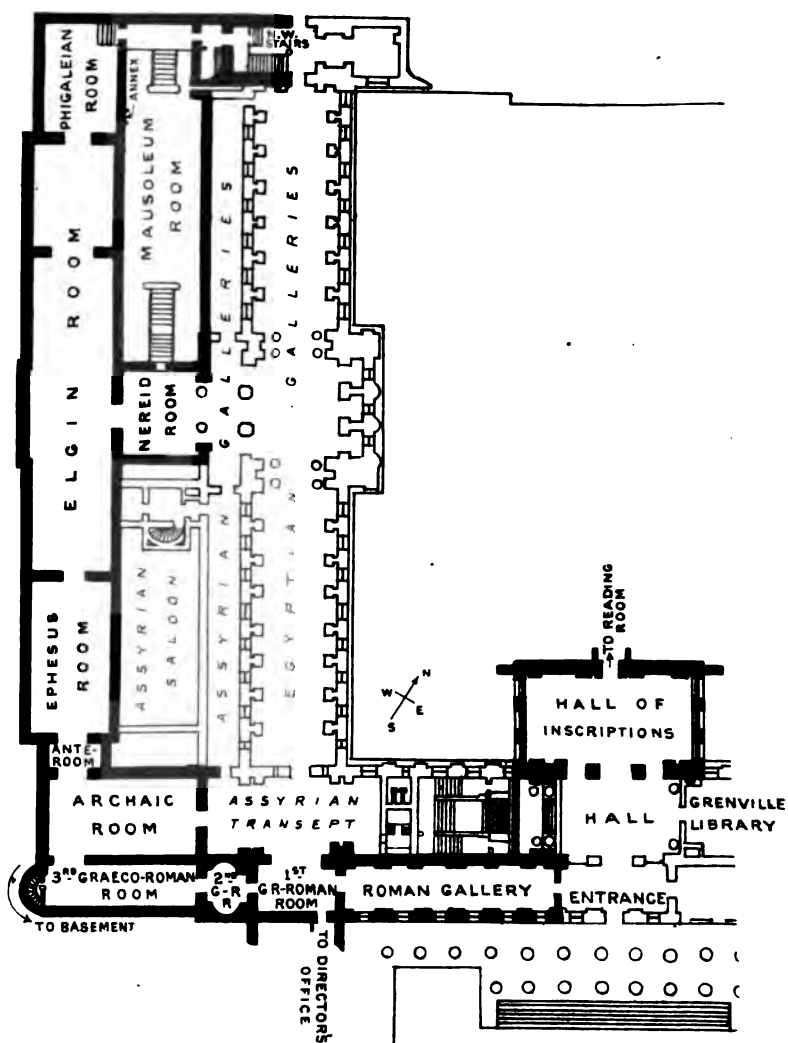 N.W.
STAIRS
PHIGALEIAN
ROOM
ANNEX
MAUSOLEUM
ROOM
ELGIN ROOM
NEREID
ROOM
ASSYRIAN GALLERIES
EGYPTIAN GALLERIES
ASSYRIAN
SALOON
EPHESUS
ROOM
ANTE-
ROOM
N
W
E
S
TO READING
ROOM
HALL OF
INSCRIPTIONS
ARCHAIC
ROOM
ASSYRIAN
TRANSEPT
HALL
GRENVILLE
LIBRARY
3RD GRAECO-ROMAN
ROOM
2ND
G-R
R
1ST
GR-ROMAN
ROOM
ROMAN GALLERY
ENTRANCE
TO BASEMENT
TO DIRECTOR'S
OFFICE